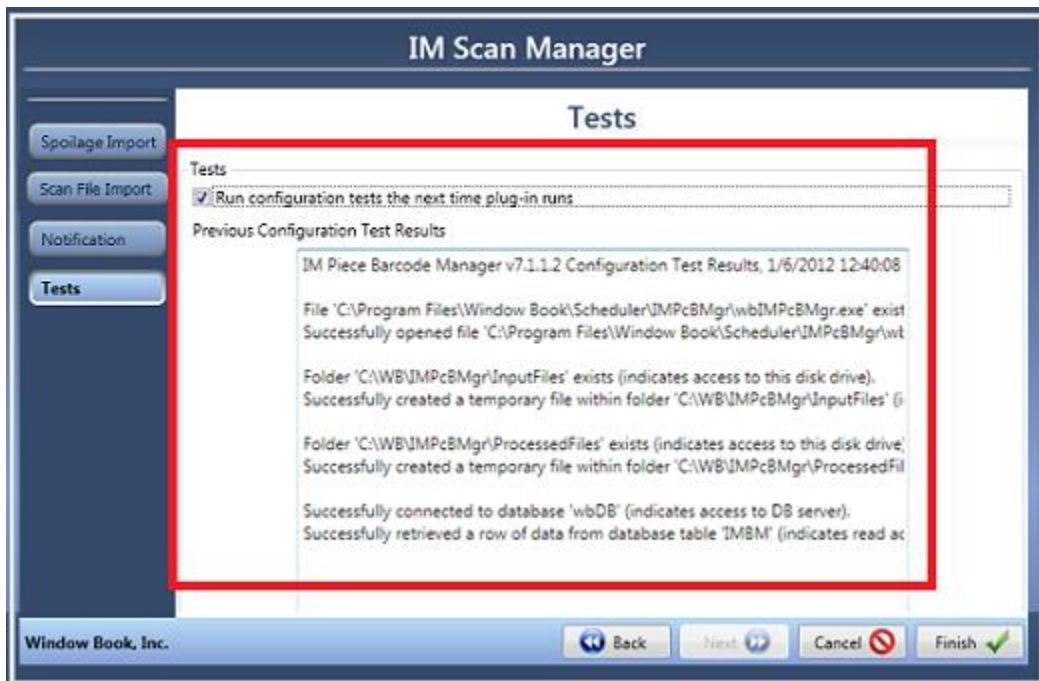 IM Scan Manager
Spoilage Import
Scan File Import
Notification
Tests
Tests
Tests
Run configuration tests the next time plug-in runs
Previous Configuration Test Results
IM Piece Barcode Manager v7.1.1.2 Configuration Test Results, 1/6/2012 12:40:08
File 'C:\Program Files\Window Book\Scheduler\IMPcBMgr\wbIMPcBMgr.exe' exist
Successfully opened file 'C:\Program Files\Window Book\Scheduler\IMPcBMgr\wb
Folder 'C:\WB\IMPcBMgr\InputFiles' exists (indicates access to this disk drive).
Successfully created a temporary file within folder 'C:\WB\IMPcBMgr\InputFiles' (i
Folder 'C:\WB\IMPcBMgr\ProcessedFiles' exists (indicates access to this disk drive)
Successfully created a temporary file within folder 'C:\WB\IMPcBMgr\ProcessedFil
Successfully connected to database 'wbDB' (indicates access to DB server).
Successfully retrieved a row of data from database table 'IMBM' (indicates read ac
Window Book, Inc.
Back
Next
Cancel
Finish